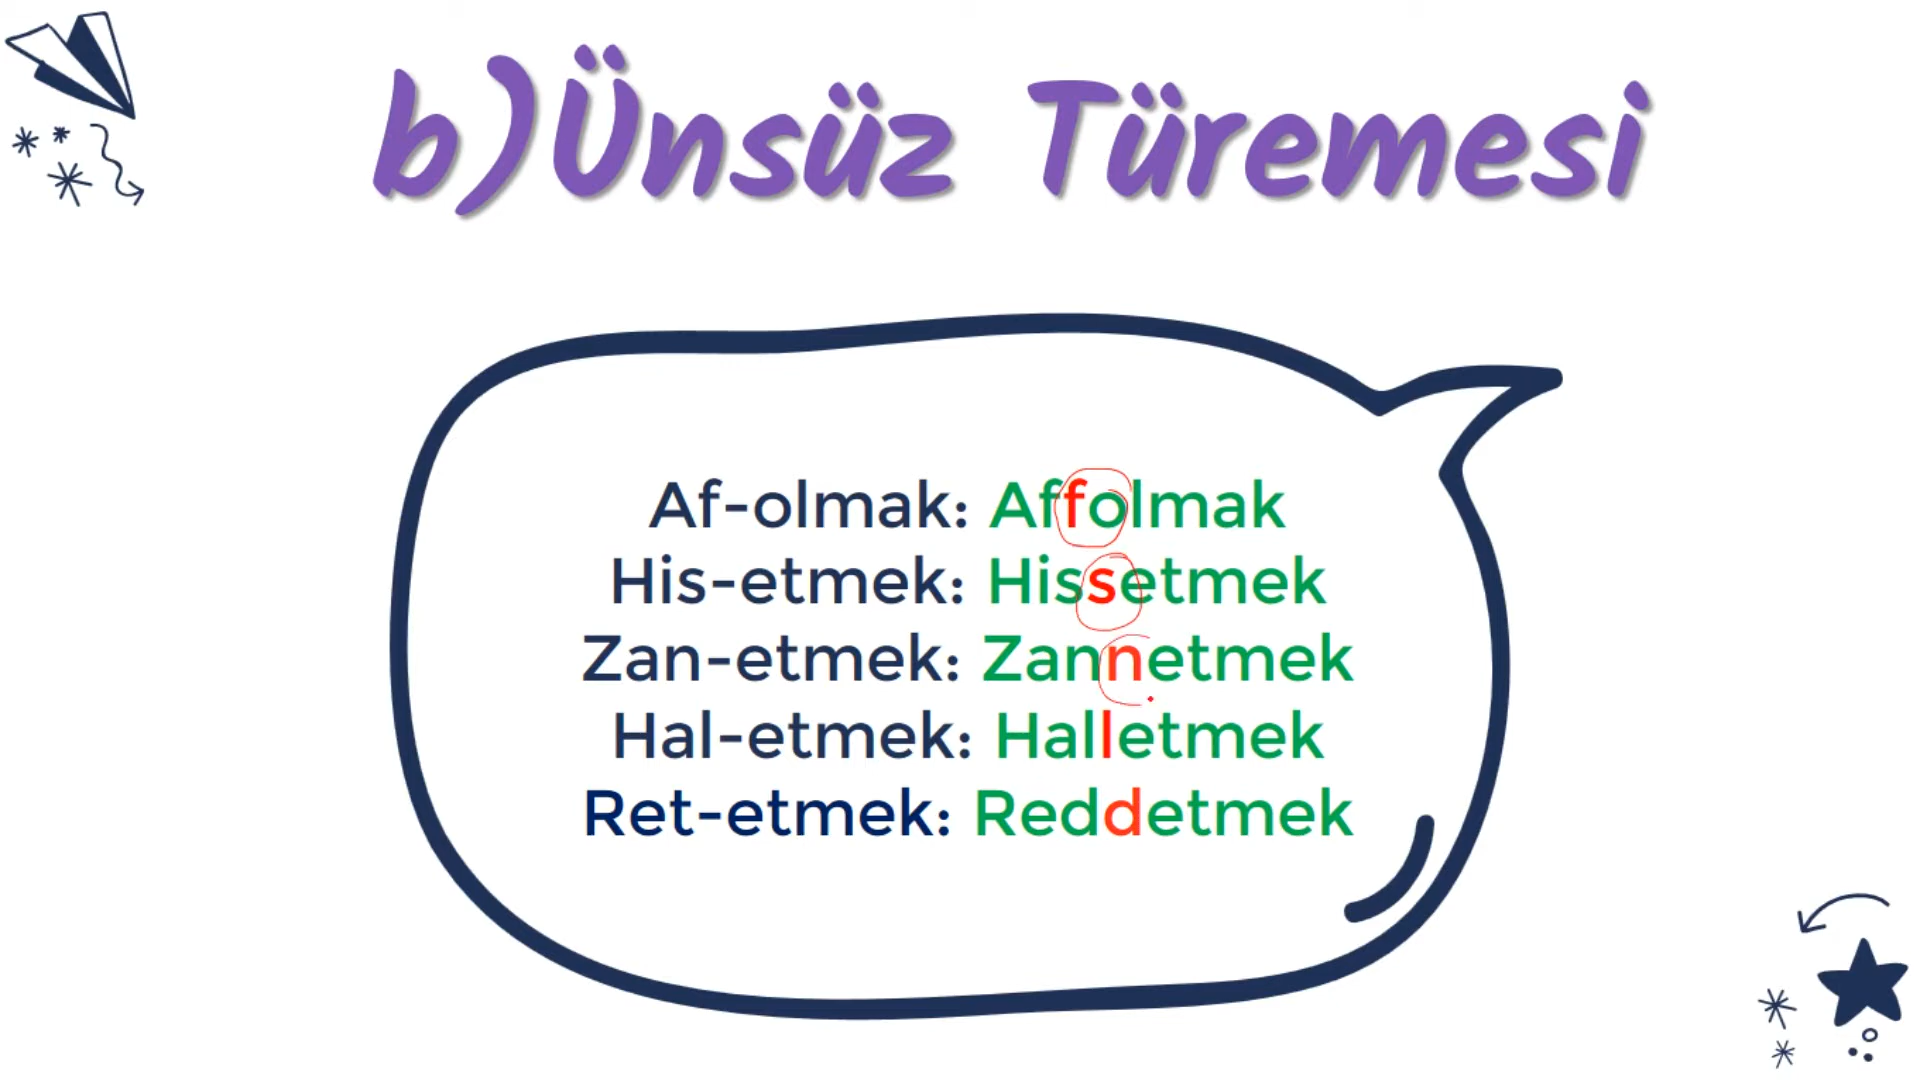 b)Ünsüz Türemesi
Af-olmak: Affolmak
His-etmek: Hissetmek
Zan-etmek: Zannetmek
Hal-etmek: Halletmek
Ret-etmek: Reddetmek